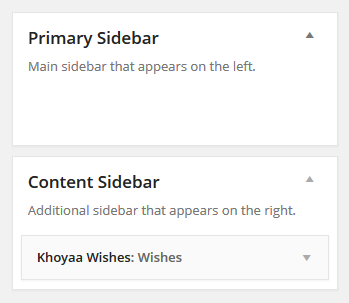 Primary Sidebar
Main sidebar that appears on the left.
Content Sidebar
Additional sidebar that appears on the right.
Khoyaa Wishes: Wishes